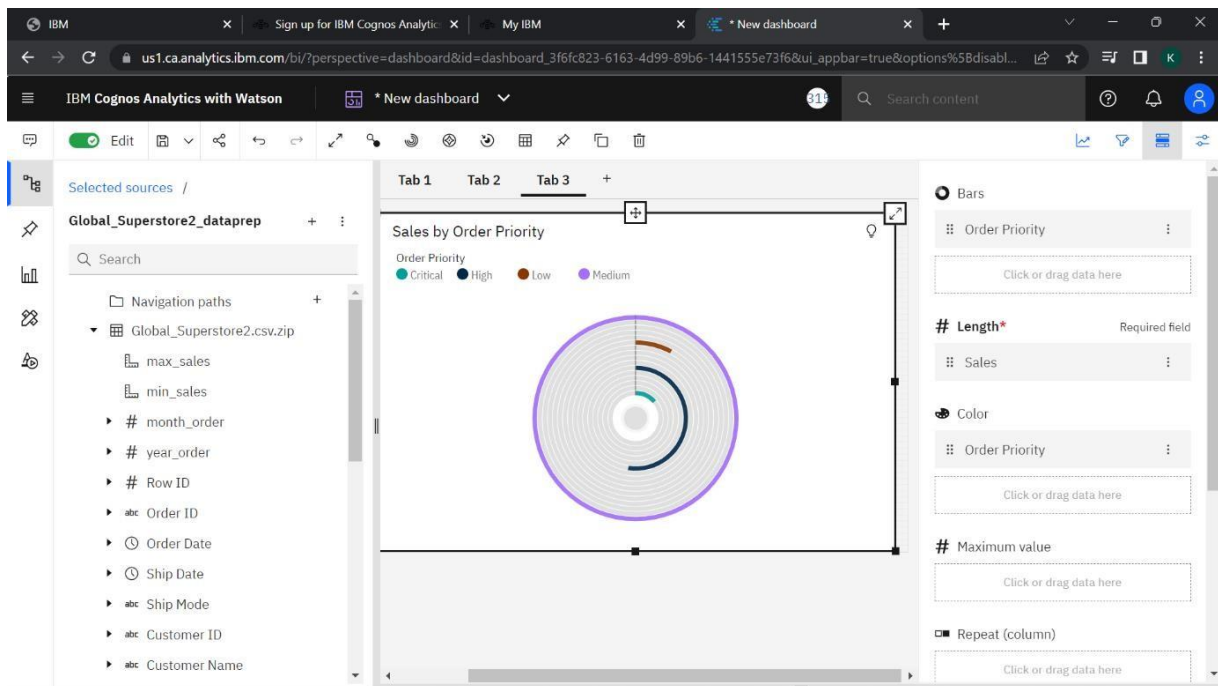 IBM
Sign up for IBM Cognos Analytic
My IBM
* New dashboard
us1.ca.analytics.ibm.com/bi/?perspective=dashboard&id=dashboard_3f6fc823-6163-4d99-89b6-1441555e73f6&ui_appbar=true&options%5Bdisabl...
K
IBM Cognos Analytics with Watson
* New dashboard
315
Search content
Edit
Selected sources /
Global_Superstore2_dataprep
Search
Navigation paths
Global_Superstore2.csv.zip
max_sales
min_sales
# month_order
# year_order
# Row ID
abc Order ID
Order Date
Ship Date
abc Ship Mode
abc Customer ID
abc Customer Name
Tab 1 Tab 2 Tab 3 +
Sales by Order Priority
Order Priority
Critical High Low Medium
Bars
Order Priority
Click or drag data here
# Length* Required field
Sales
Color
Order Priority
Click or drag data here
# Maximum value
Click or drag data here
Repeat (column)
Click or drag data here